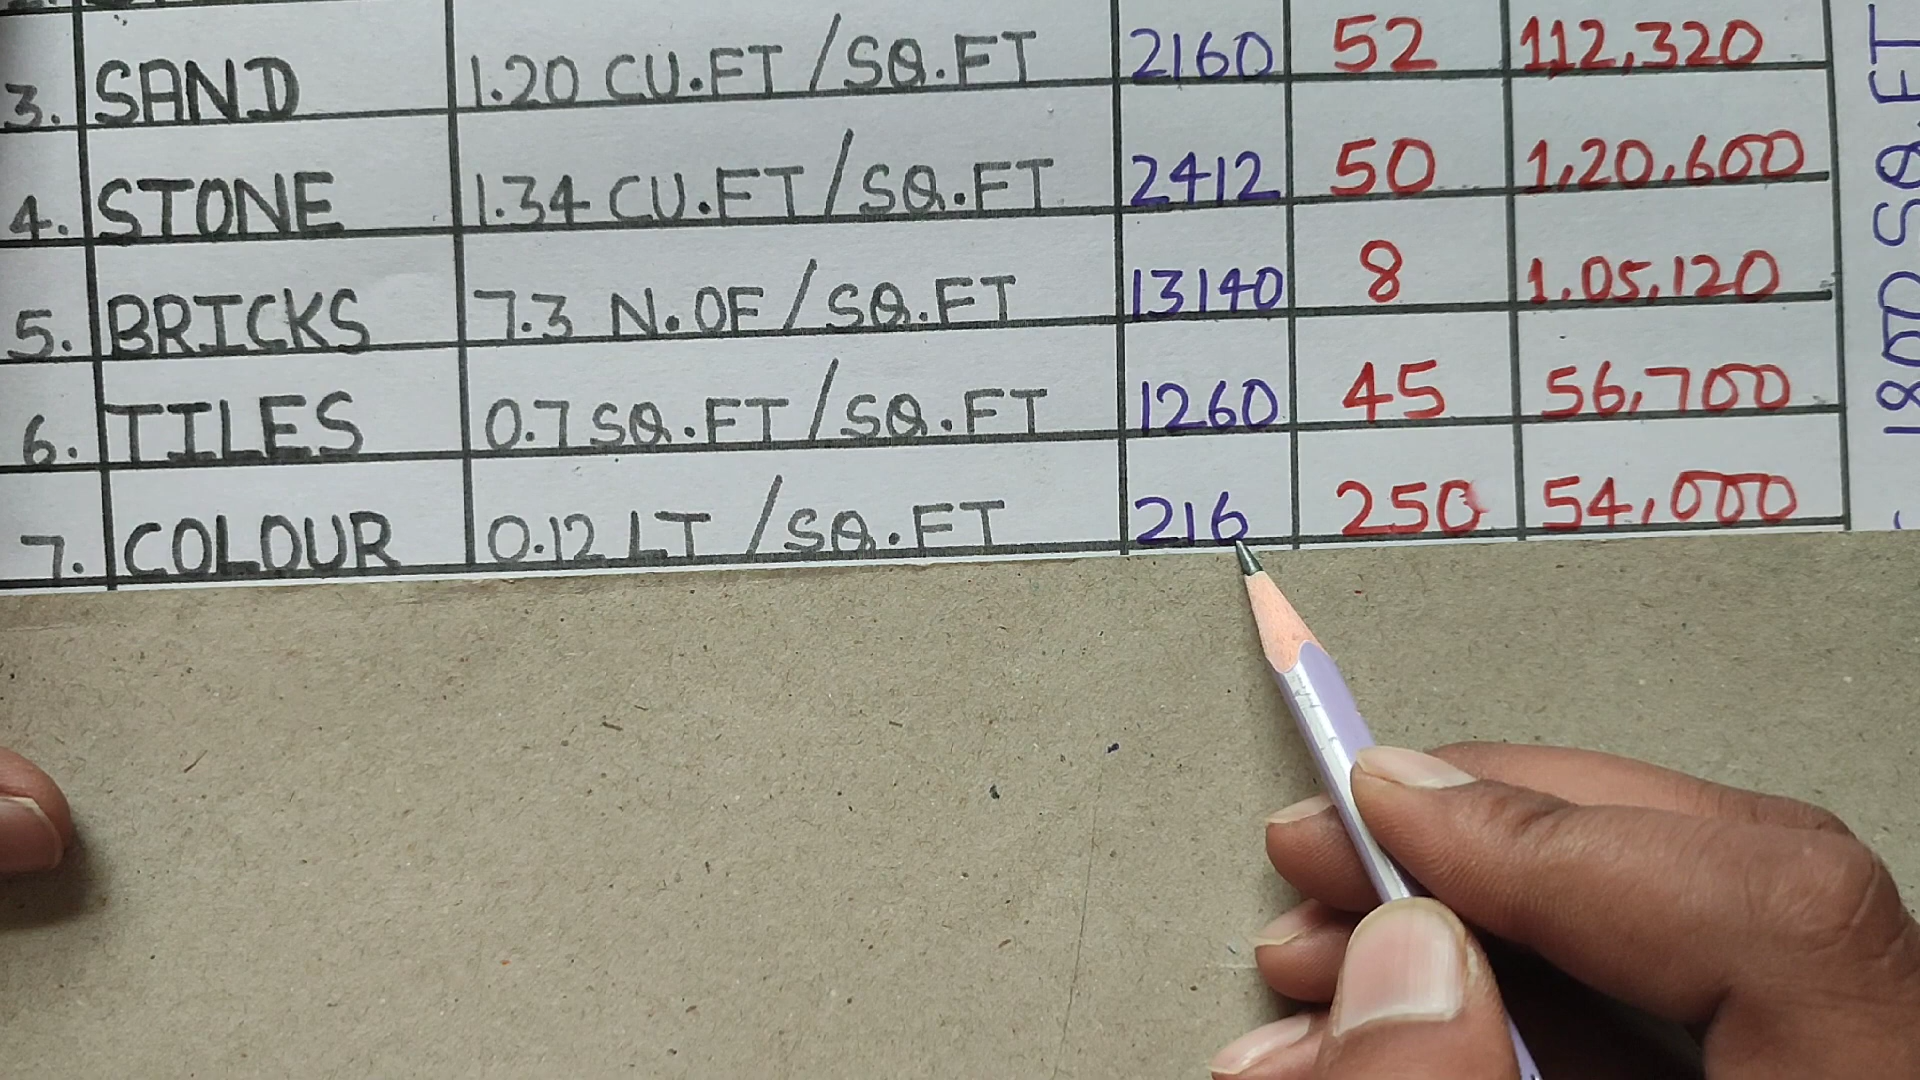 3. SAND 1.20 CU.FT/SQ.FT 2160 52 112,320
4. STONE 1.34 CU.FT/SQ.FT 2412 50 1,20,600
5. BRICKS 7.3 N.OF/SQ.FT 13140 8 1,05,120
6. TILES 0.7 SQ.FT/SQ.FT 1260 45 56,700
7. COLOUR 0.12 LT/SQ.FT 216 250 54,000
1800 SQ.FT